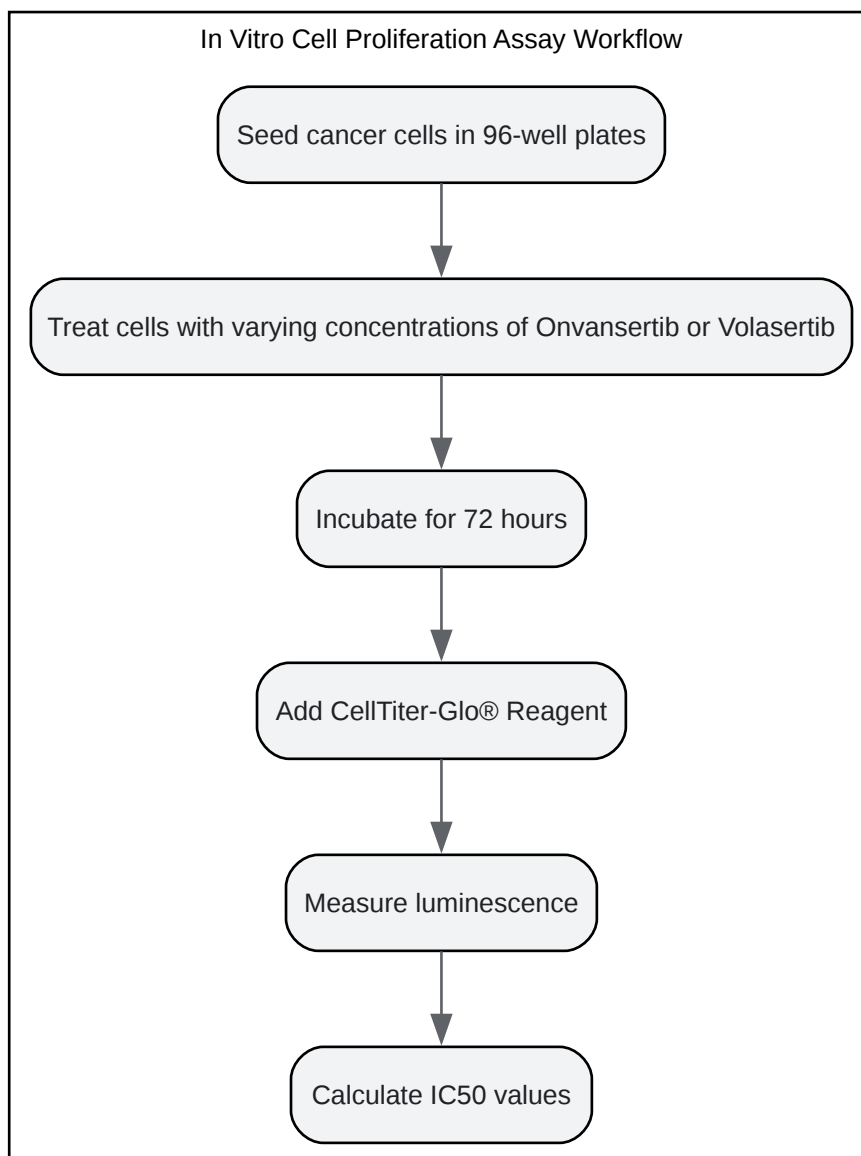 In Vitro Cell Proliferation Assay Workflow
Seed cancer cells in 96-well plates
Treat cells with varying concentrations of Onvansertib or Volasertib
Incubate for 72 hours
Add CellTiter-Glo® Reagent
Measure luminescence
Calculate IC50 values